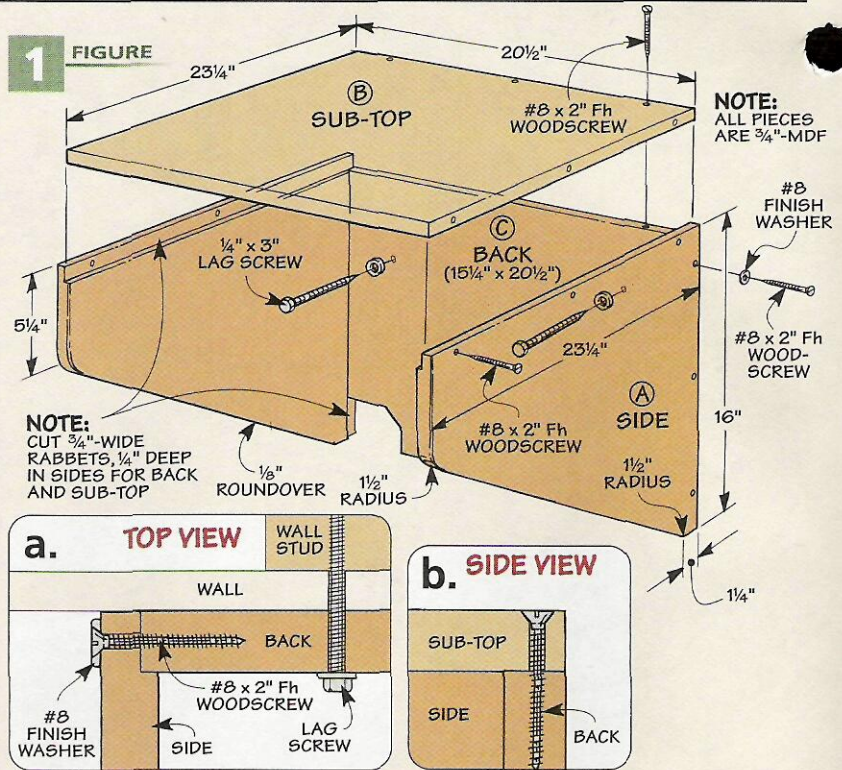 1 FIGURE
23¼"
20½"
Ⓑ
SUB-TOP
#8 x 2" Fh
WOODSCREW
NOTE:
ALL PIECES
ARE ¾"-MDF
¼" x 3"
LAG SCREW
Ⓒ
BACK
(15¼" x 20½")
#8
FINISH
WASHER
5¼"
23¼"
#8 x 2" Fh
WOOD-
SCREW
Ⓐ
SIDE
16"
#8 x 2" Fh
WOODSCREW
NOTE:
CUT ¾"-WIDE
RABBETS, ¼" DEEP
IN SIDES FOR BACK
AND SUB-TOP
⅛"
ROUNDOVER
1½"
RADIUS
1½"
RADIUS
1¼"
a. TOP VIEW
WALL
STUD
WALL
BACK
#8 x 2" Fh
WOODSCREW
#8
FINISH
WASHER
SIDE
LAG
SCREW
b. SIDE VIEW
SUB-TOP
SIDE
BACK